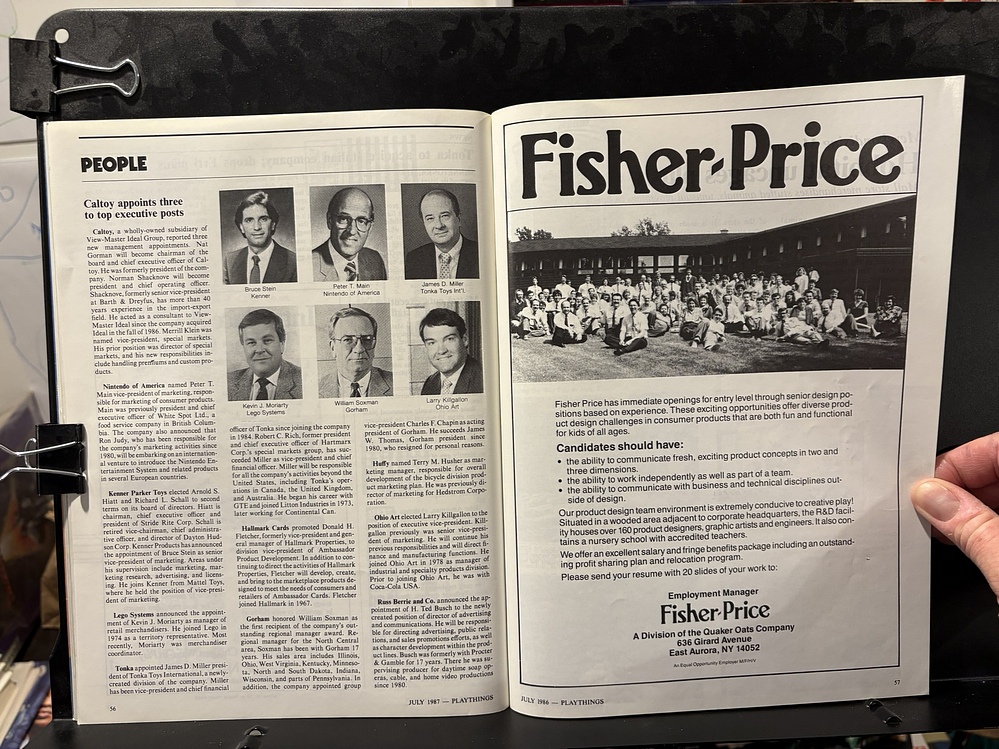 PEOPLE
Caltoy appoints three
to top executive posts
Caltoy, a wholly-owned subsidiary of
View-Master Ideal Group, reported three
new management appointments. Nat
Gorman will become chairman of the
board and chief executive officer of Cal-
toy. He was formerly president of the com-
pany. Norman Shacknove will become
president and chief operating officer.
Shacknove, formerly senior vice-president
at Barth & Dreyfus, has more than 40
years experience in the import-export
field. He acted as a consultant to View-
Master Ideal since the company acquired
Ideal in the fall of 1986. Merrill Klein was
named vice-president, special markets.
His prior position was director of special
markets, and his new responsibilities in-
clude handling premiums and custom pro-
ducts.
Nintendo of America named Peter T.
Main vice-president of marketing, respon-
sible for marketing of consumer products.
Main was previously president and chief
executive officer of White Spot Ltd., a
food service company in British Colum-
bia. The company also announced that
Ron Judy, who has been responsible for
the company's marketing activities since
1980, will be embarking on an internation-
al venture to introduce the Nintendo En-
tertainment System and related products
in several European countries.
Kenner Parker Toys elected Arnold S.
Hiatt and Richard L. Schall to second
terms on its board of directors. Hiatt is
chairman, chief executive officer and
president of Stride Rite Corp. Schall is
retired vice-chairman, chief administra-
tive officer, and director of Dayton Hud-
son Corp. Kenner Products has announced
the appointment of Bruce Stein as senior
vice-president of marketing. Areas under
his supervision include marketing, mar-
keting research, advertising, and licens-
ing. He joins Kenner from Mattel Toys,
where he held the position of vice-presi-
dent of marketing.
Lego Systems announced the appoint-
ment of Kevin J. Moriarty as manager of
retail merchandisers. He joined Lego in
1974 as a territory representative. Most
recently, Moriarty was merchandiser
coordinator.
Tonka appointed James D. Miller presi-
dent of Tonka Toys International, a newly-
created division of the company. Miller
has been vice-president and chief financial
Bruce Stein
Kenner
Peter T. Main
Nintendo of America
James D. Miller
Tonka Toys Int'l.
Kevin J. Moriarty
Lego Systems
William Soxman
Gorham
Larry Killgallon
Ohio Art
officer of Tonka since joining the company
in 1984. Robert C. Rich, former president
and chief executive officer of Hartmarx
Corp.'s special markets group, has suc-
ceeded Miller as vice-president and chief
financial officer. Miller will be responsible
for all the company's activities beyond the
United States, including Tonka's opera-
tions in Canada, the United Kingdom,
and Australia. He began his career with
GTE and joined Litton Industries in 1973,
later working for Continental Can.
Hallmark Cards promoted Donald H.
Fletcher, formerly vice-president and gen-
eral manager of Hallmark Properties, to
division vice-president of Ambassador
Product Development. In addition to con-
tinuing to direct the activities of Hallmark
Properties, Fletcher will develop, create,
and bring to the marketplace products de-
signed to meet the needs of consumers and
retailers of Ambassador Cards. Fletcher
joined Hallmark in 1967.
Gorham honored William Soxman as
the first recipient of the company's out-
standing regional manager award. Re-
gional manager for the North Central
area, Soxman has been with Gorham 17
years. His sales area includes Illinois,
Ohio, West Virginia, Kentucky, Minneso-
ta, North and South Dakota, Indiana,
Wisconsin, and parts of Pennsylvania. In
addition, the company appointed group
vice-president Charles F. Chapin as acting
president of Gorham. He succeeds James
W. Thomas, Gorham president since
1980, who resigned for personal reasons.
Huffy named Terry M. Husher as mar-
keting manager, responsible for overall
development of the bicycle division prod-
uct marketing plan. He was previously di-
rector of marketing for Hedstrom Corpo-
ration.
Ohio Art elected Larry Killgallon to the
position of executive vice-president. Kill-
gallon previously was senior vice-presi-
dent of marketing. He will continue his
previous responsibilities and will direct fi-
nance and manufacturing functions. He
joined Ohio Art in 1978 as manager of
industrial and specialty products division.
Prior to joining Ohio Art, he was with
Coca-Cola USA.
Russ Berrie and Co. announced the ap-
pointment of H. Ted Busch to the newly
created position of director of advertising
and communications. He will be responsi-
ble for directing advertising, public rela-
tions, and sales promotions efforts, as well
as character development within the prod-
uct lines. Busch was formerly with Procter
& Gamble for 17 years. There he was su-
pervising producer for daytime soap op-
eras, cable, and home video productions
since 1980.
56
JULY 1987 — PLAYTHINGS
Fisher-Price
Fisher Price has immediate openings for entry level through senior design po-
sitions based on experience. These exciting opportunities offer diverse prod-
uct design challenges in consumer products that are both fun and functional
for kids of all ages.
Candidates should have:
• the ability to communicate fresh, exciting product concepts in two and
three dimensions.
• the ability to work independently as well as part of a team.
• the ability to communicate with business and technical disciplines out-
side of design.
Our product design team environment is extremely conducive to creative play!
Situated in a wooded area adjacent to corporate headquarters, the R&D facil-
ity houses over 160 product designers, graphic artists and engineers. It also con-
tains a nursery school with accredited teachers.
We offer an excellent salary and fringe benefits package including an outstand-
ing profit sharing plan and relocation program.
Please send your resume with 20 slides of your work to:
Employment Manager
Fisher-Price
A Division of the Quaker Oats Company
636 Girard Avenue
East Aurora, NY 14052
An Equal Opportunity Employer M/F/H/V
JULY 1986 — PLAYTHINGS
57